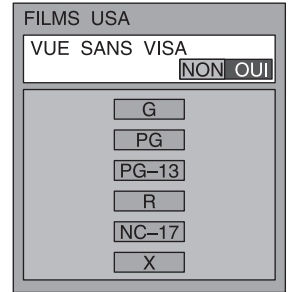 FILMS USA
VUE SANS VISA
NON OUI
G
PG
PG–13
R
NC–17
X